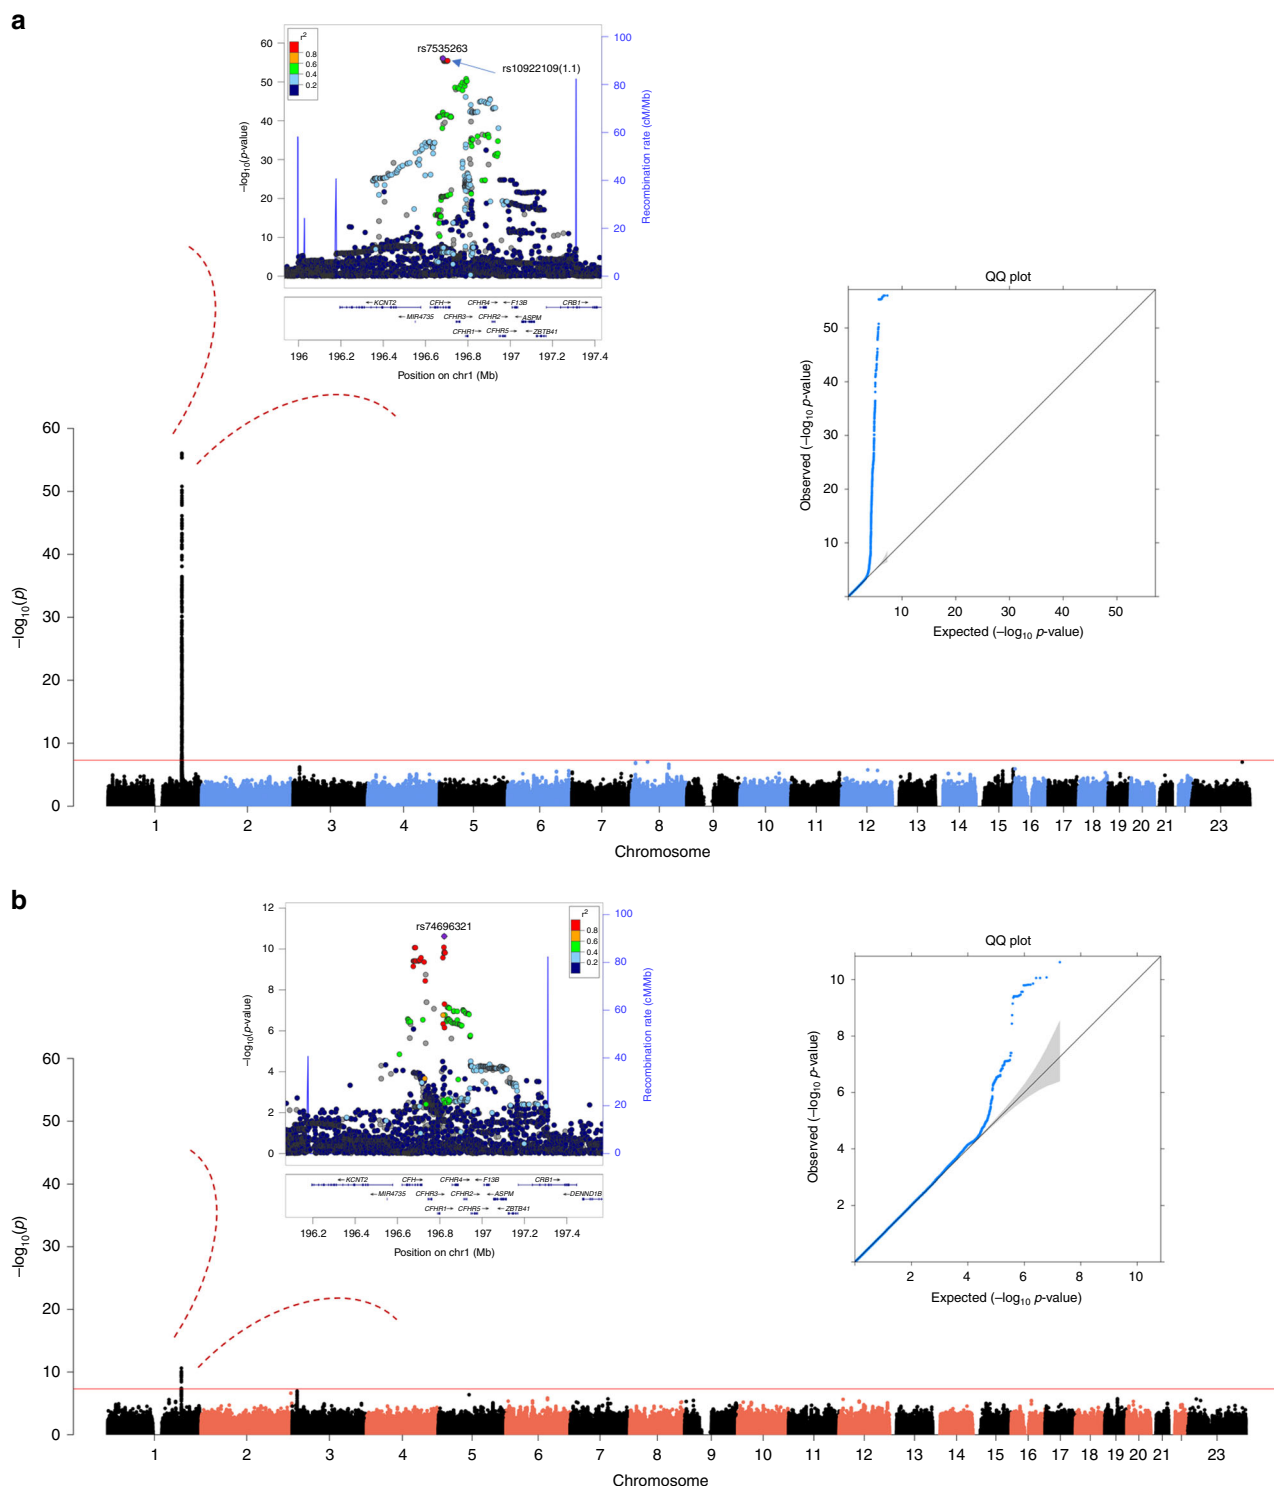 a
r²
0.8
0.6
0.4
0.2
rs7535263
rs10922109(1.1)
60
50
40
30
20
10
0
–log₁₀(p-value)
100
80
60
40
20
0
Recombination rate (cM/Mb)
←KCNT2 CFH→ CFHR4→ ←F13B CRB1→
←MIR4735 CFHR3→ CFHR2→ ←ASPM
CFHR1→ CFHR5→ ←ZBTB41
196 196.2 196.4 196.6 196.8 197 197.2 197.4
Position on chr1 (Mb)
QQ plot
50
40
30
20
10
Observed (–log₁₀ p-value)
10 20 30 40 50
Expected (–log₁₀ p-value)
60
50
40
30
20
10
0
–log₁₀(p)
1 2 3 4 5 6 7 8 9 10 11 12 13 14 15 16 17 18 19 20 21 23
Chromosome
b
rs74696321
r²
0.8
0.6
0.4
0.2
12
10
8
6
4
2
0
–log₁₀(p-value)
100
80
60
40
20
0
Recombination rate (cM/Mb)
←KCNT2 CFH→ CFHR4→ ←F13B CRB1→
←MIR4735 CFHR3→ CFHR2→ ←ASPM ←DENND1B
CFHR1→ CFHR5→ ←ZBTB41
196.2 196.4 196.6 196.8 197 197.2 197.4
Position on chr1 (Mb)
QQ plot
10
8
6
4
2
Observed (–log₁₀ p-value)
2 4 6 8 10
Expected (–log₁₀ p-value)
60
50
40
30
20
10
0
–log₁₀(p)
1 2 3 4 5 6 7 8 9 10 11 12 13 14 15 16 17 18 19 20 21 23
Chromosome